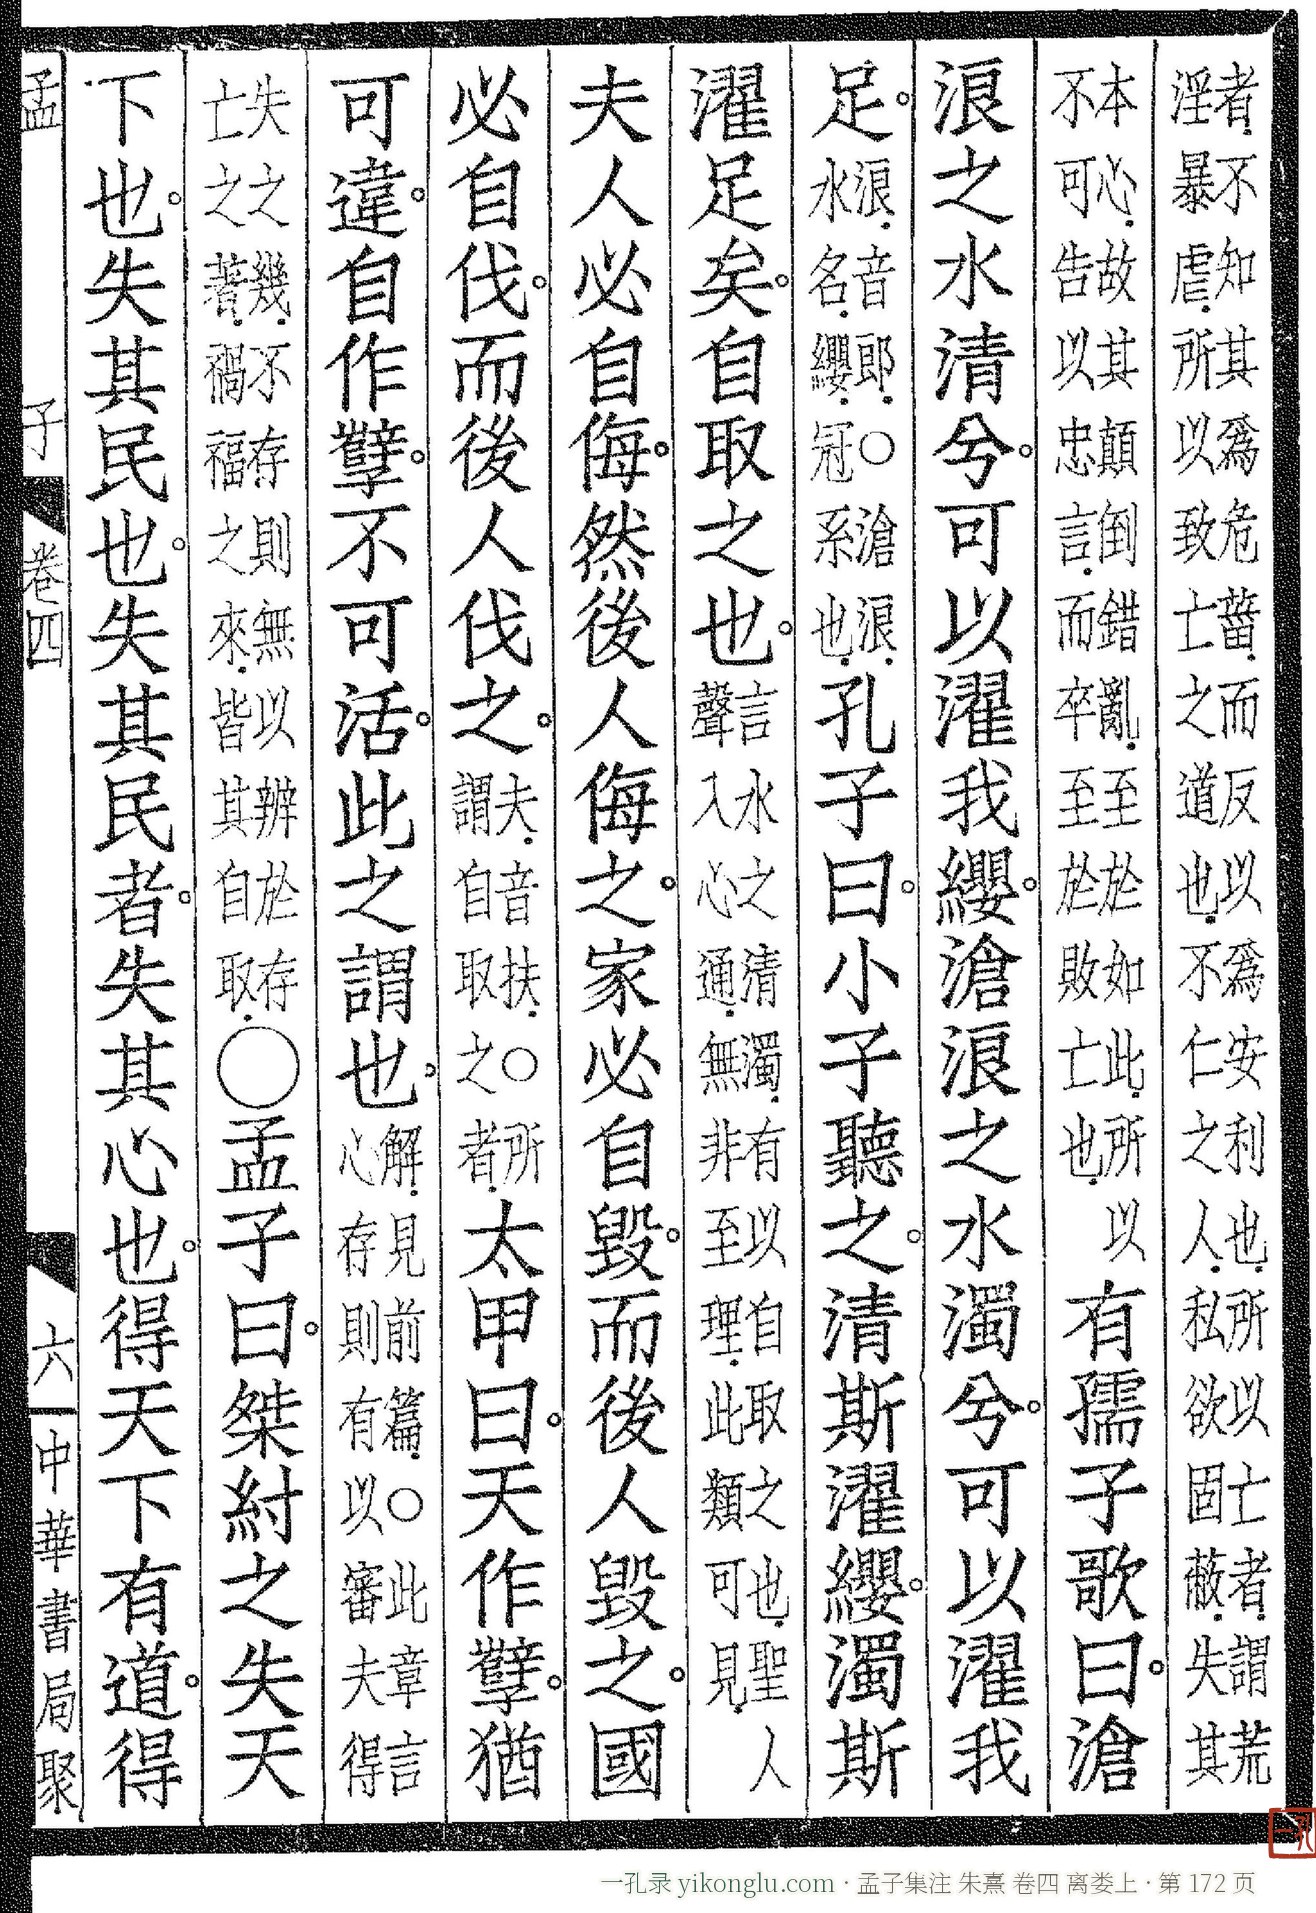 者.不知其爲危菑.而反以爲安利也.所以亡者.謂荒
淫暴虐.所以致亡之道也.不仁之人.私欲固蔽.失其
本心.故其顛倒錯亂.至於如此.所以
不可告以忠言.而卒至於敗亡也.
有孺子歌曰。滄
浪之水清兮。可以濯我纓。滄浪之水濁兮。可以濯我
足。
浪.音郎.○滄浪.
水名.纓.冠系也.
孔子曰。小子聽之。清斯濯纓。濁斯
濯足矣。自取之也。
言水之清濁.有以自取之也.聖人
聲入心通.無非至理.此類可見.
夫人必自侮。然後人侮之。家必自毀。而後人毀之。國
必自伐。而後人伐之。
夫.音扶.○所
謂自取之者.
太甲曰。天作孽。猶
可違。自作孽。不可活。此之謂也。
解.見前篇.○此章言
心存則有以審夫得
失之幾.不存則無以辨於存
亡之著.禍福之來.皆其自取.
○孟子曰。桀紂之失天
下也。失其民也。失其民者。失其心也。得天下有道。得
孟 子 卷四 六 中華書局聚
一孔
一孔录 yikonglu.com · 孟子集注 朱熹 卷四 离娄上 · 第 172 页